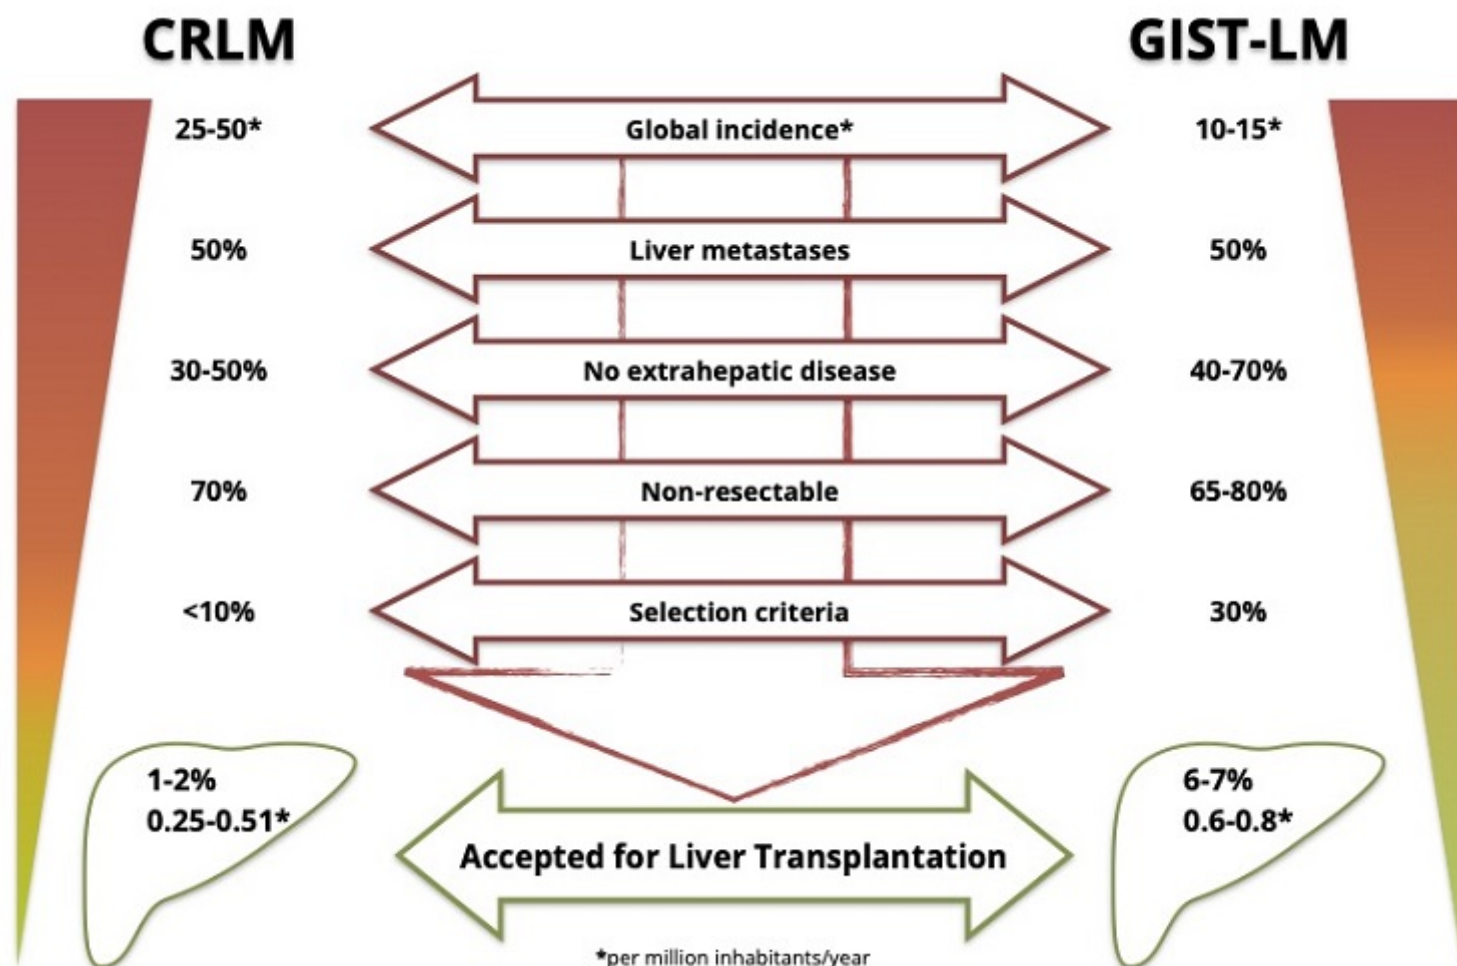 CRLM
GIST-LM
25-50*
Global incidence*
10-15*
50%
Liver metastases
50%
30-50%
No extrahepatic disease
40-70%
70%
Non-resectable
65-80%
<10%
Selection criteria
30%
1-2%
0.25-0.51*
6-7%
0.6-0.8*
Accepted for Liver Transplantation
*per million inhabitants/year